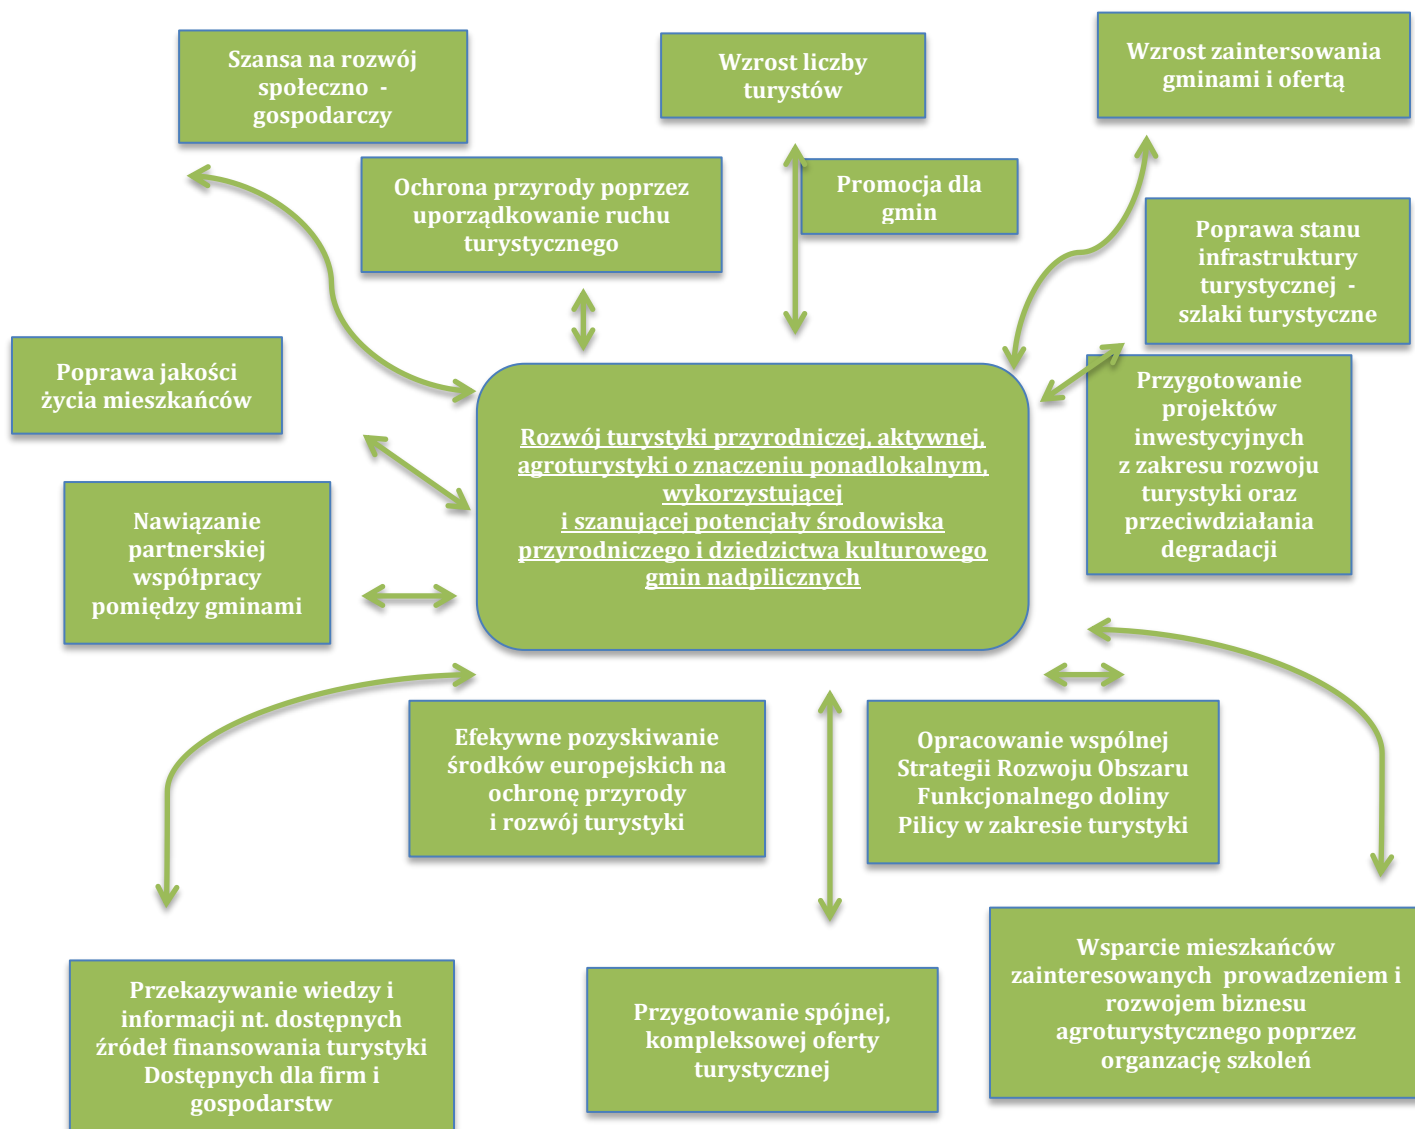 Szansa na rozwój
społeczno -
gospodarczy
Wzrost liczby
turystów
Wzrost zaintersowania
gminami i ofertą
Ochrona przyrody poprzez
uporządkowanie ruchu
turystycznego
Promocja dla
gmin
Poprawa stanu
infrastruktury
turystycznej -
szlaki turystyczne
Poprawa jakości
życia mieszkańców
Rozwój turystyki przyrodniczej, aktywnej,
agroturystyki o znaczeniu ponadlokalnym,
wykorzystującej
i szanującej potencjały środowiska
przyrodniczego i dziedzictwa kulturowego
gmin nadpilicznych
Przygotowanie
projektów
inwestycyjnych
z zakresu rozwoju
turystyki oraz
przeciwdziałania
degradacji
Nawiązanie
partnerskiej
współpracy
pomiędzy gminami
Efekywne pozyskiwanie
środków europejskich na
ochronę przyrody
i rozwój turystyki
Opracowanie wspólnej
Strategii Rozwoju Obszaru
Funkcjonalnego doliny
Pilicy w zakresie turystyki
Przekazywanie wiedzy i
informacji nt. dostępnych
źródeł finansowania turystyki
Dostępnych dla firm i
gospodarstw
Przygotowanie spójnej,
kompleksowej oferty
turystycznej
Wsparcie mieszkańców
zainteresowanych prowadzeniem i
rozwojem biznesu
agroturystycznego poprzez
organzację szkoleń